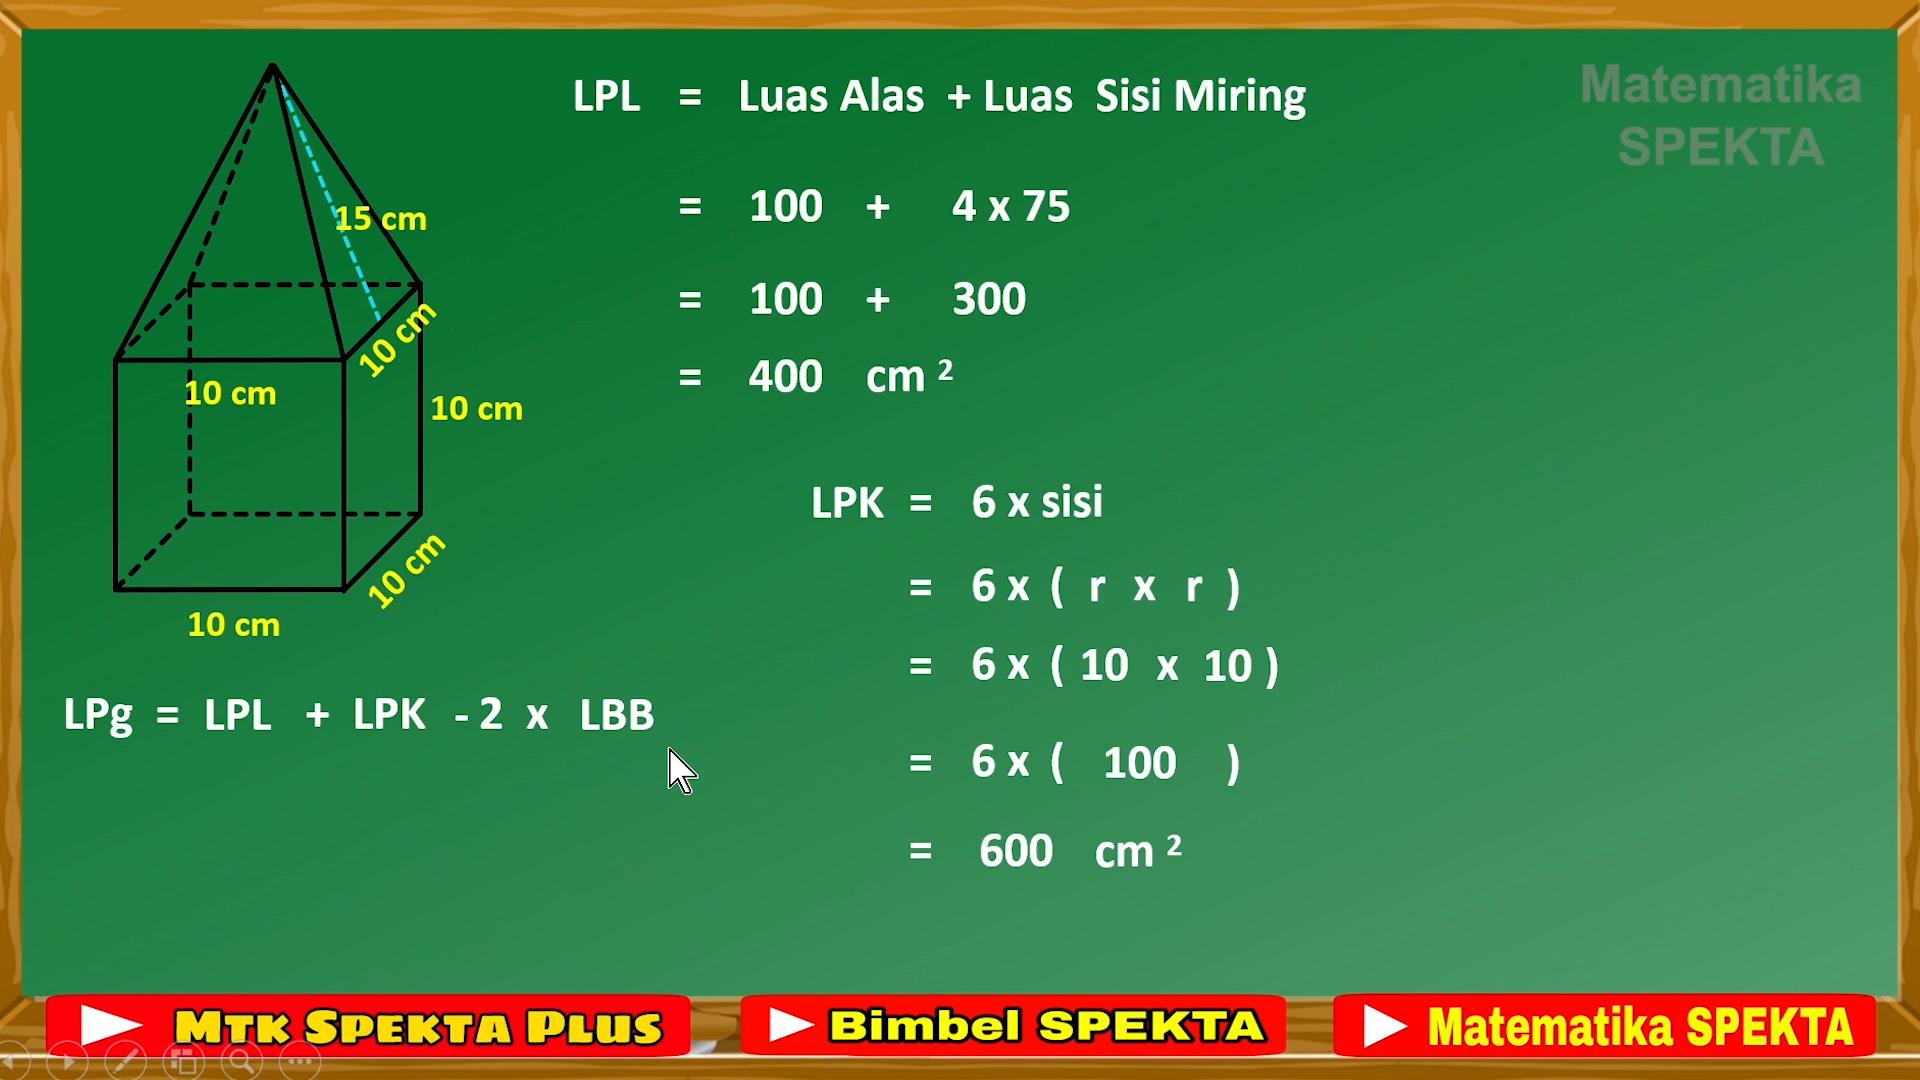 LPL = Luas Alas + Luas Sisi Miring
Matematika
SPEKTA
= 100 + 4 x 75
15 cm
= 100 + 300
10 cm
= 400 cm ²
10 cm
10 cm
LPK = 6 x sisi
= 6 x ( r x r )
10 cm
10 cm
= 6 x ( 10 x 10 )
LPg = LPL + LPK - 2 x LBB
= 6 x ( 100 )
= 600 cm ²
MTK SPEKTA PLUS
Bimbel SPEKTA
Matematika SPEKTA